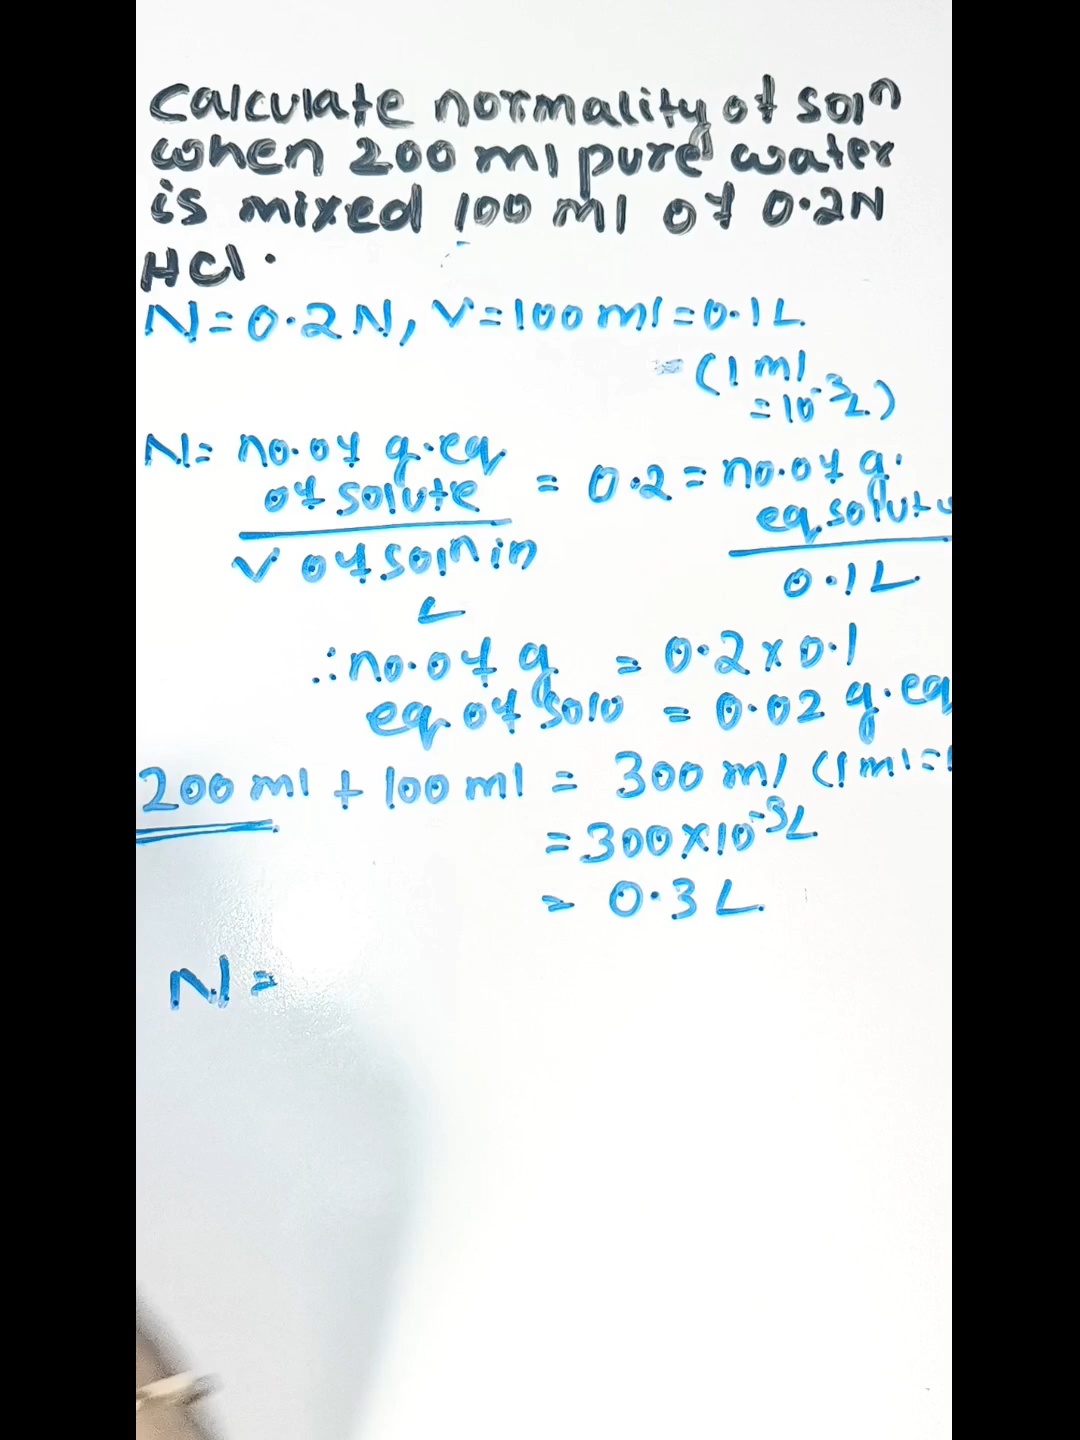 Calculate normality of solⁿ
when 200 ml pure water
is mixed 100 ml of 0.2N
HCl.
N=0.2N, V=100 ml=0.1L
=(1 ml
=10⁻³L)
N= no.of g.eq of solute / V of solⁿ in L = 0.2 = no.of g. eq solut / 0.1L
∴no.of g eq of solu = 0.2×0.1
= 0.02 g.eq
200 ml + 100 ml = 300 ml (1 ml =
=300×10⁻³L
= 0.3L
N=